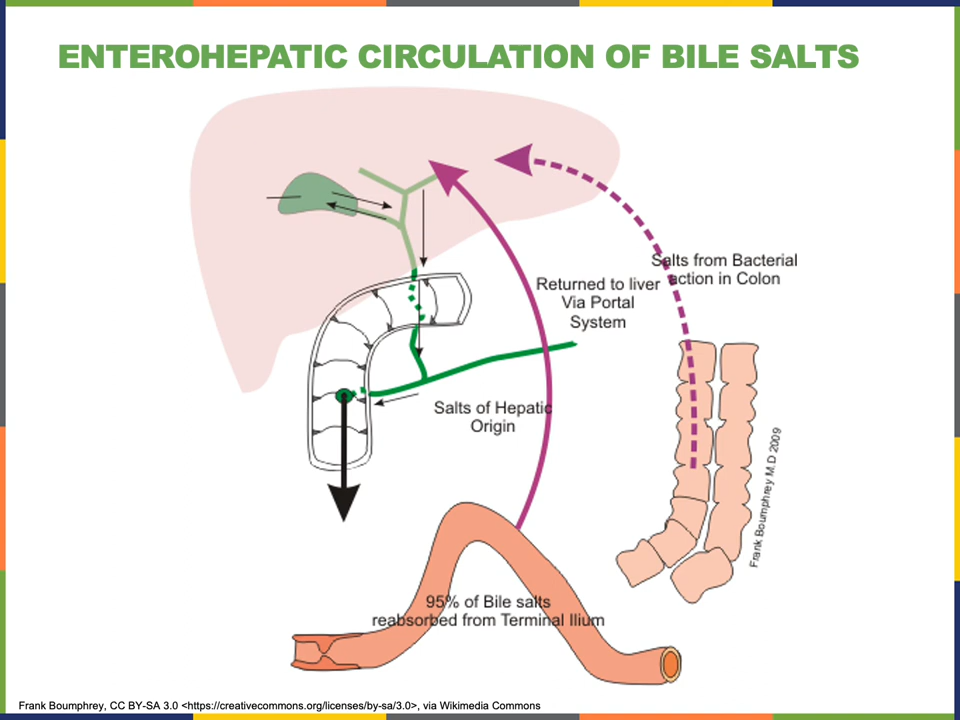 ENTEROHEPATIC CIRCULATION OF BILE SALTS
Salts from Bacterial
action in Colon
Returned to liver
Via Portal
System
Salts of Hepatic
Origin
Frank Boumphrey M.D 2009
95% of Bile salts
reabsorbed from Terminal Ilium
Frank Boumphrey, CC BY-SA 3.0 <https://creativecommons.org/licenses/by-sa/3.0>, via Wikimedia Commons